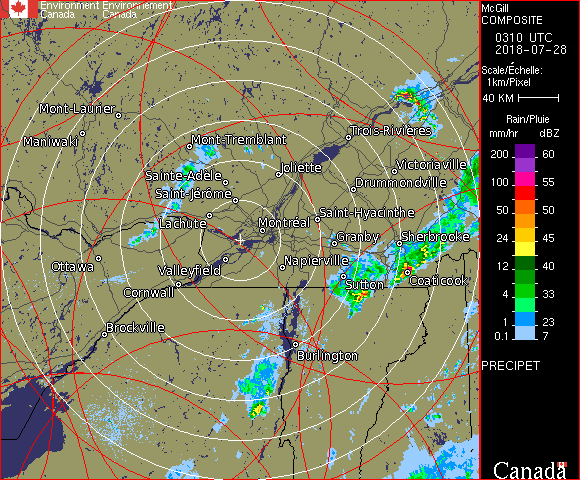 Environment Environnement
Canada Canada
McGill
COMPOSITE
0310 UTC
2018-07-28
Scale/Échelle:
1km/Pixel
40 KM
Rain/Pluie
mm/hr dBZ
200 60
100 55
50 50
24 45
12 40
4 33
1 23
0.1 7
PRECIPET
Canada
Mont-Laurier
Maniwaki
Mont-Tremblant
Trois-Rivières
Sainte-Adèle
Joliette
Victoriaville
Saint-Jérôme
Drummondville
Lachute
Montréal
Saint-Hyacinthe
Granby
Sherbrooke
Ottawa
Valleyfield
Napierville
Cornwall
Sutton
Coaticook
Brockville
Burlington